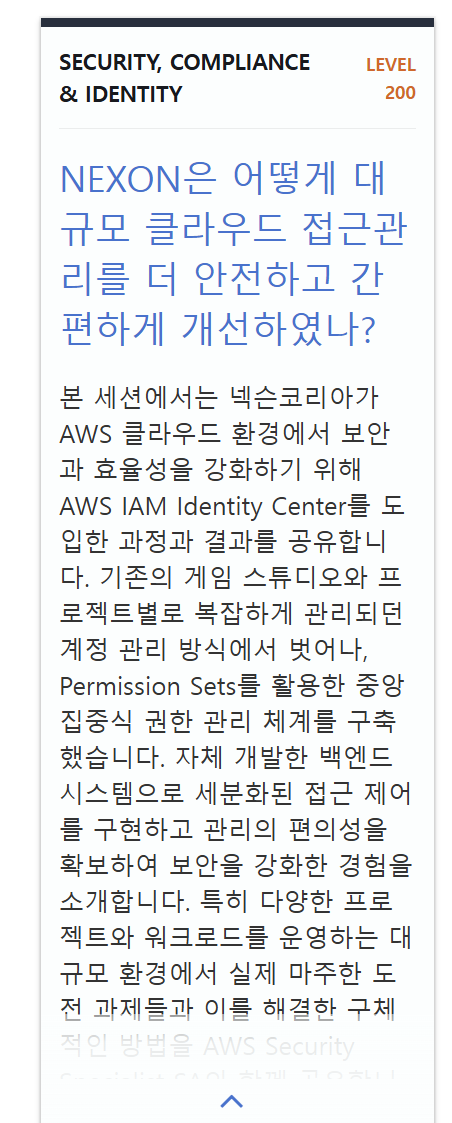 SECURITY, COMPLIANCE
& IDENTITY
LEVEL
200
NEXON은 어떻게 대
규모 클라우드 접근관
리를 더 안전하고 간
편하게 개선하였나?
본 세션에서는 넥슨코리아가
AWS 클라우드 환경에서 보안
과 효율성을 강화하기 위해
AWS IAM Identity Center를 도
입한 과정과 결과를 공유합니
다. 기존의 게임 스튜디오와 프
로젝트별로 복잡하게 관리되던
계정 관리 방식에서 벗어나,
Permission Sets를 활용한 중앙
집중식 권한 관리 체계를 구축
했습니다. 자체 개발한 백엔드
시스템으로 세분화된 접근 제어
를 구현하고 관리의 편의성을
확보하여 보안을 강화한 경험을
소개합니다. 특히 다양한 프로
젝트와 워크로드를 운영하는 대
규모 환경에서 실제 마주한 도
전 과제들과 이를 해결한 구체
적인 방법을 AWS Security